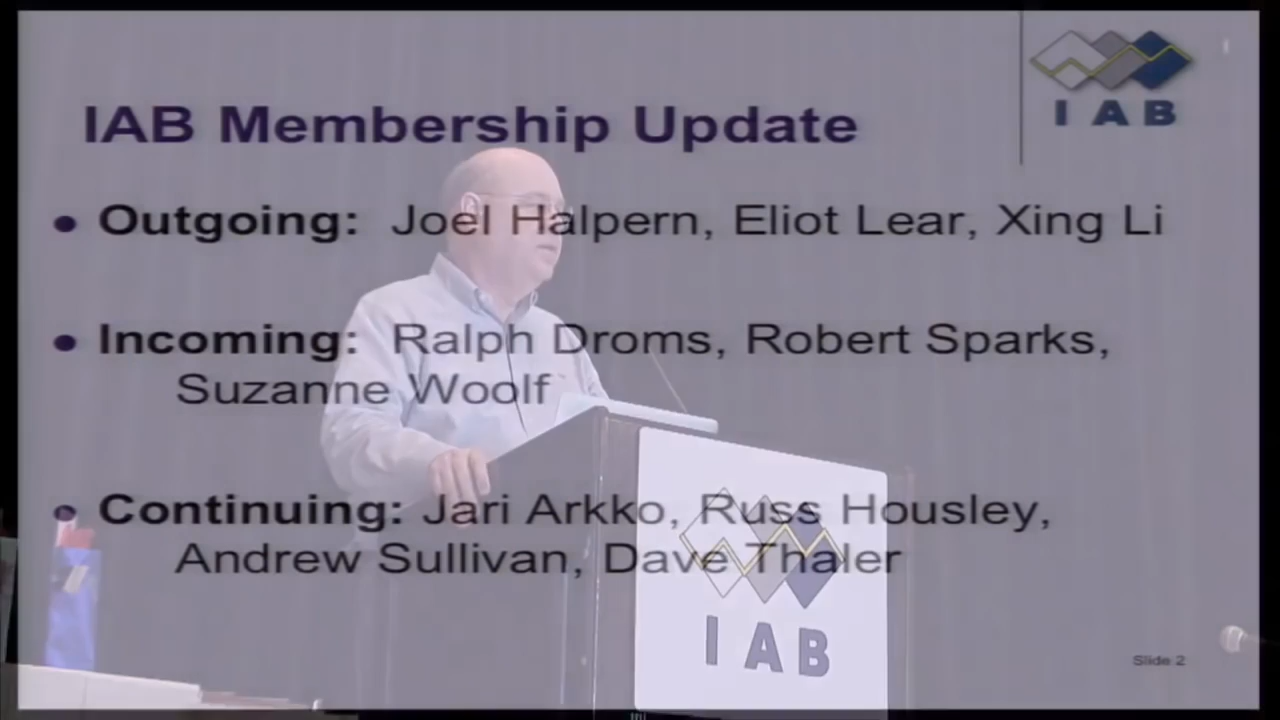 IAB
IAB Membership Update
• Outgoing: Joel Halpern, Eliot Lear, Xing Li
• Incoming: Ralph Droms, Robert Sparks,
Suzanne Woolf
• Continuing: Jari Arkko, Russ Housley,
Andrew Sullivan, Dave Thaler
IAB
Slide 2